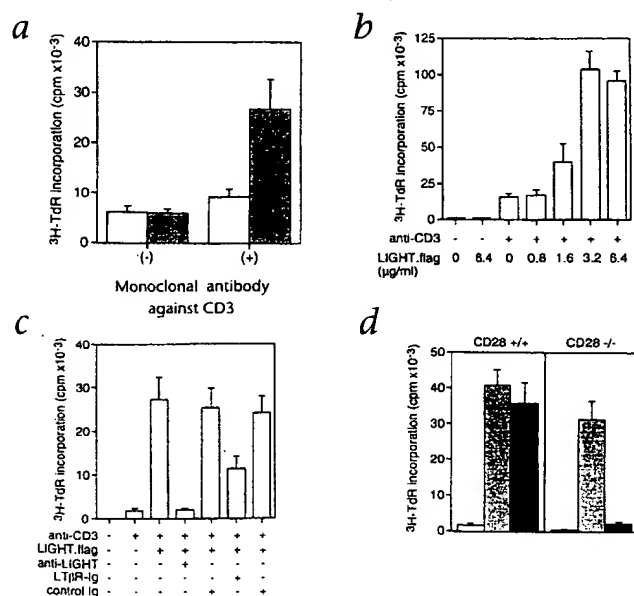 a
³H-TdR incorporation (cpm x10⁻³)
40
30
20
10
0
(-)
(+)
Monoclonal antibody
against CD3
b
³H-TdR incorporation (cpm x10⁻³)
125
100
75
50
25
0
anti-CD3 - - + + + + +
LIGHT.flag 0 6.4 0 0.8 1.6 3.2 6.4
(µg/ml)
c
³H-TdR incorporation (cpm x10⁻³)
40
30
20
10
0
anti-CD3 - + + + + + +
LIGHT.flag - - + + + + +
anti-LIGHT - - - + - - -
LTβR-Ig - - - - - + -
control Ig - - - - + - +
d
CD28 +/+ CD28 -/-
³H-TdR incorporation (cpm x10⁻³)
50
40
30
20
10
0